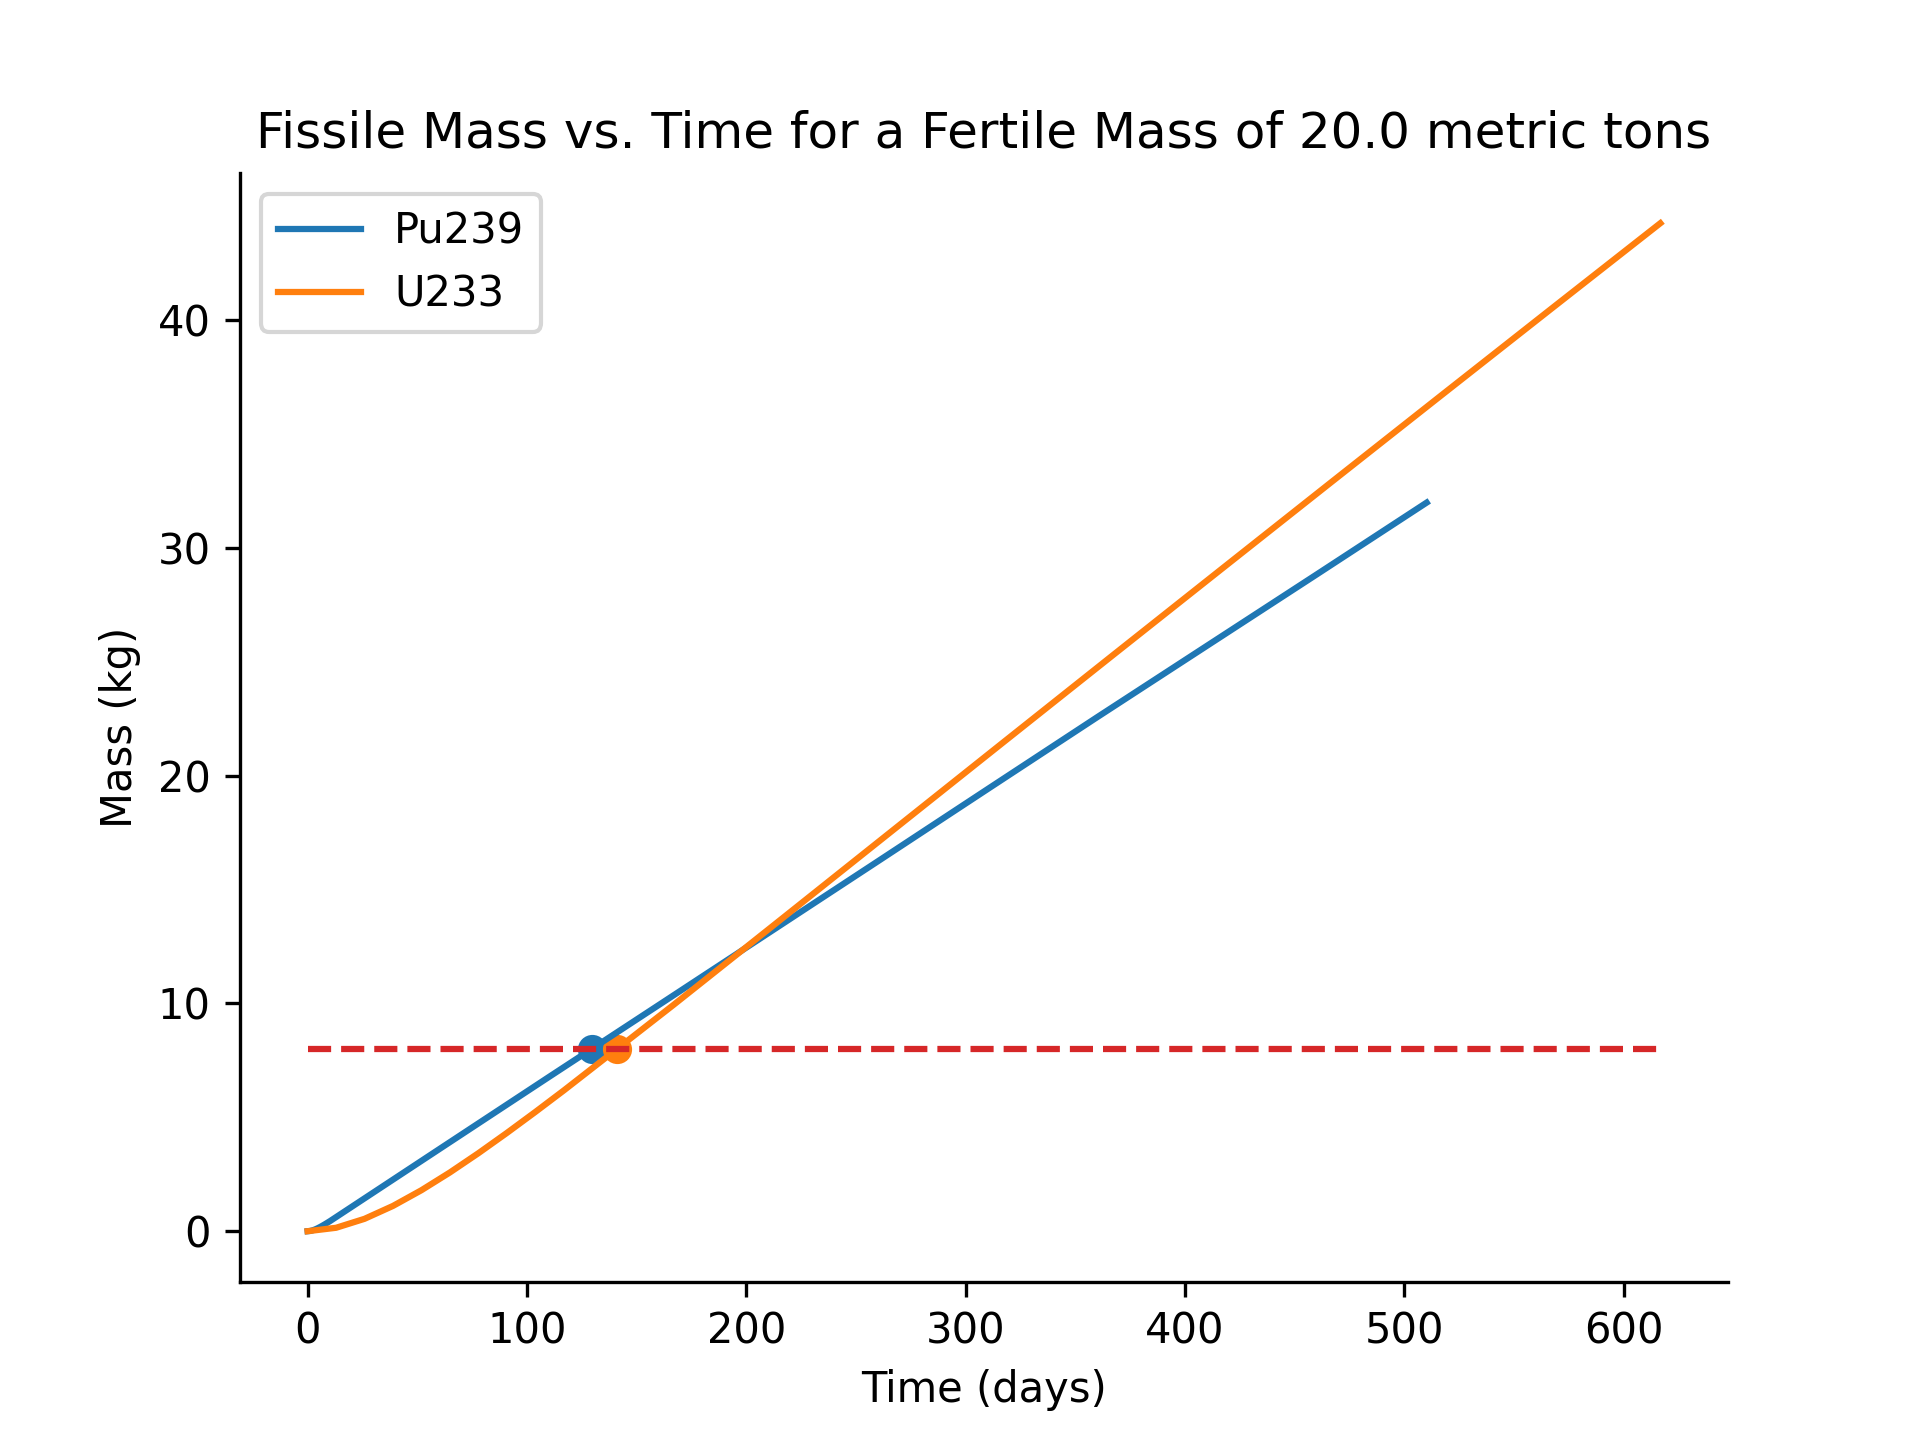 Fissile Mass vs. Time for a Fertile Mass of 20.0 metric tons
Pu239
U233
40
30
20
10
0
Mass (kg)
0 100 200 300 400 500 600
Time (days)